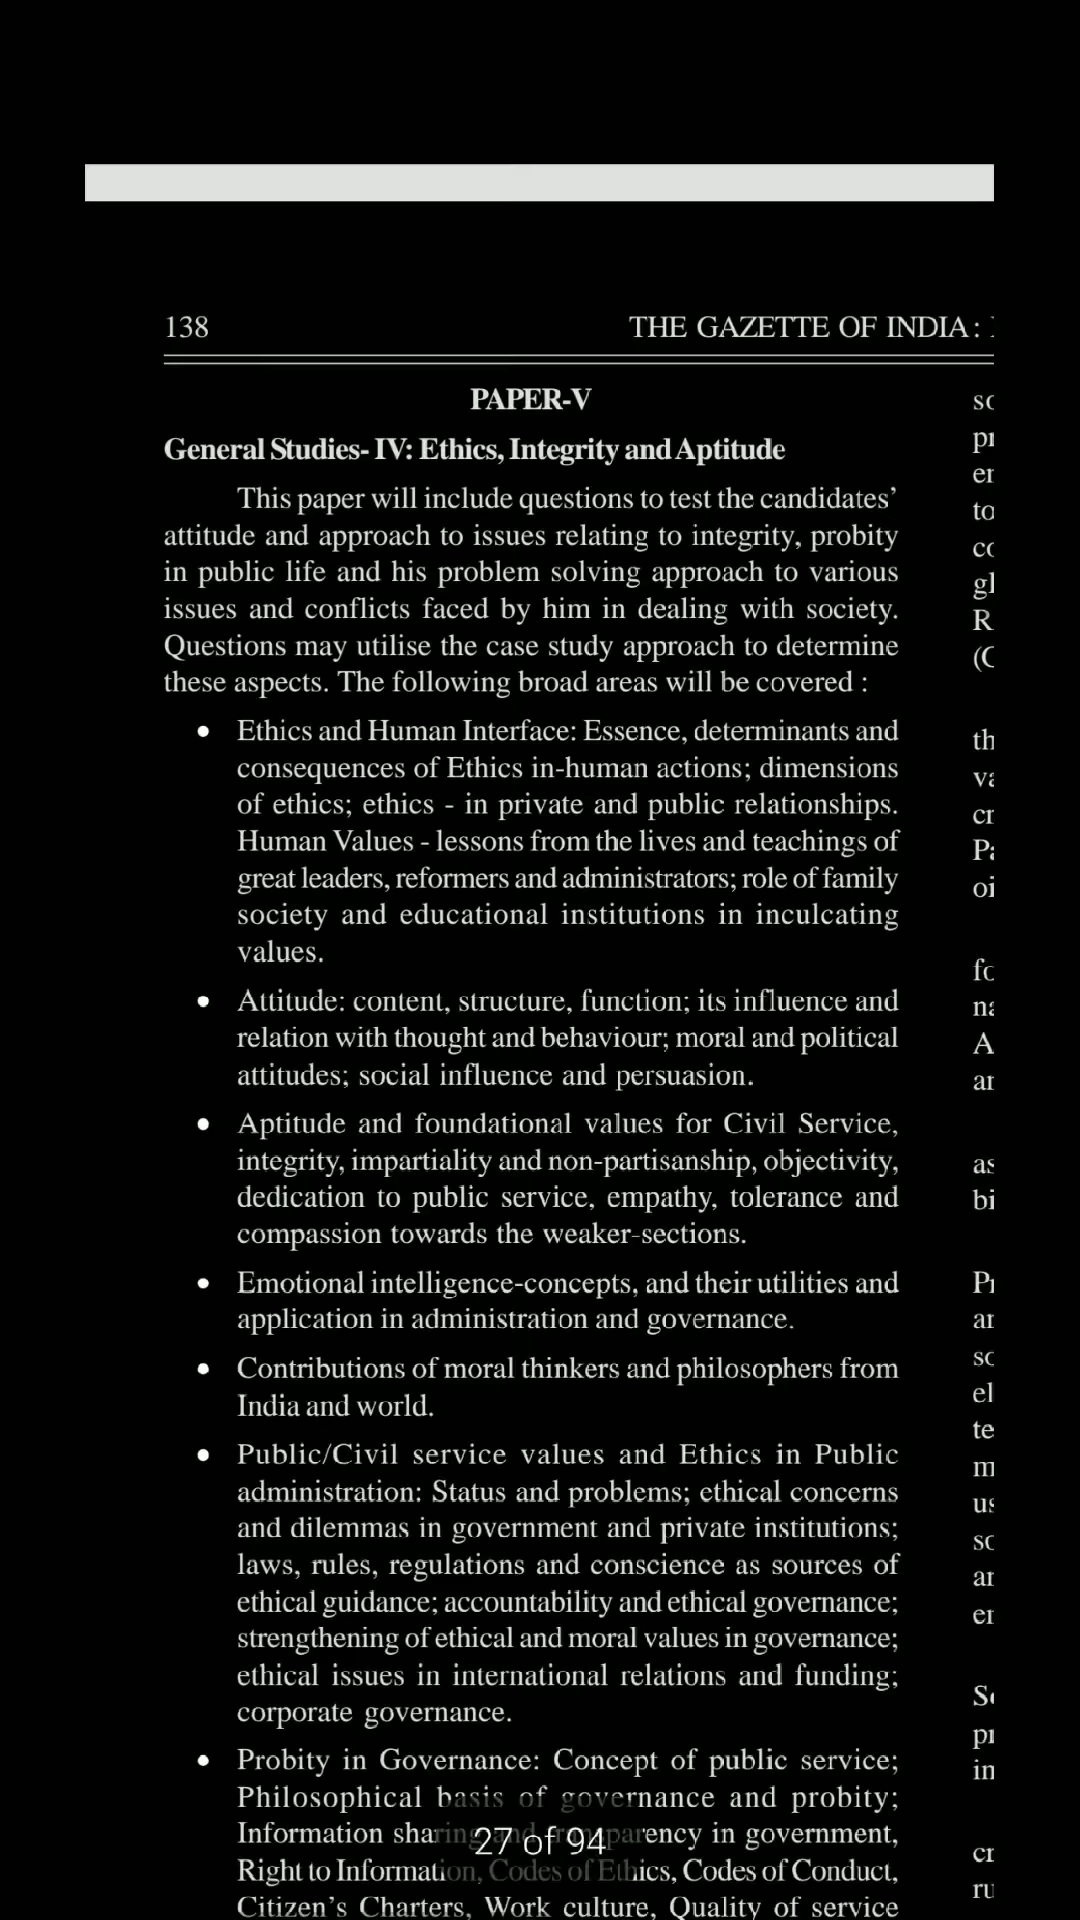 138 THE GAZETTE OF INDIA :
PAPER-V
General Studies- IV: Ethics, Integrity and Aptitude
This paper will include questions to test the candidates’
attitude and approach to issues relating to integrity, probity
in public life and his problem solving approach to various
issues and conflicts faced by him in dealing with society.
Questions may utilise the case study approach to determine
these aspects. The following broad areas will be covered :
• Ethics and Human Interface: Essence, determinants and
consequences of Ethics in-human actions; dimensions
of ethics; ethics - in private and public relationships.
Human Values - lessons from the lives and teachings of
great leaders, reformers and administrators; role of family
society and educational institutions in inculcating
values.
• Attitude: content, structure, function; its influence and
relation with thought and behaviour; moral and political
attitudes; social influence and persuasion.
• Aptitude and foundational values for Civil Service,
integrity, impartiality and non-partisanship, objectivity,
dedication to public service, empathy, tolerance and
compassion towards the weaker-sections.
• Emotional intelligence-concepts, and their utilities and
application in administration and governance.
• Contributions of moral thinkers and philosophers from
India and world.
• Public/Civil service values and Ethics in Public
administration: Status and problems; ethical concerns
and dilemmas in government and private institutions;
laws, rules, regulations and conscience as sources of
ethical guidance; accountability and ethical governance;
strengthening of ethical and moral values in governance;
ethical issues in international relations and funding;
corporate governance.
• Probity in Governance: Concept of public service;
Philosophical basis of governance and probity;
Information sharing and transparency in government,
Right to Information, Codes of Ethics, Codes of Conduct,
Citizen’s Charters, Work culture, Quality of service
27 of 94